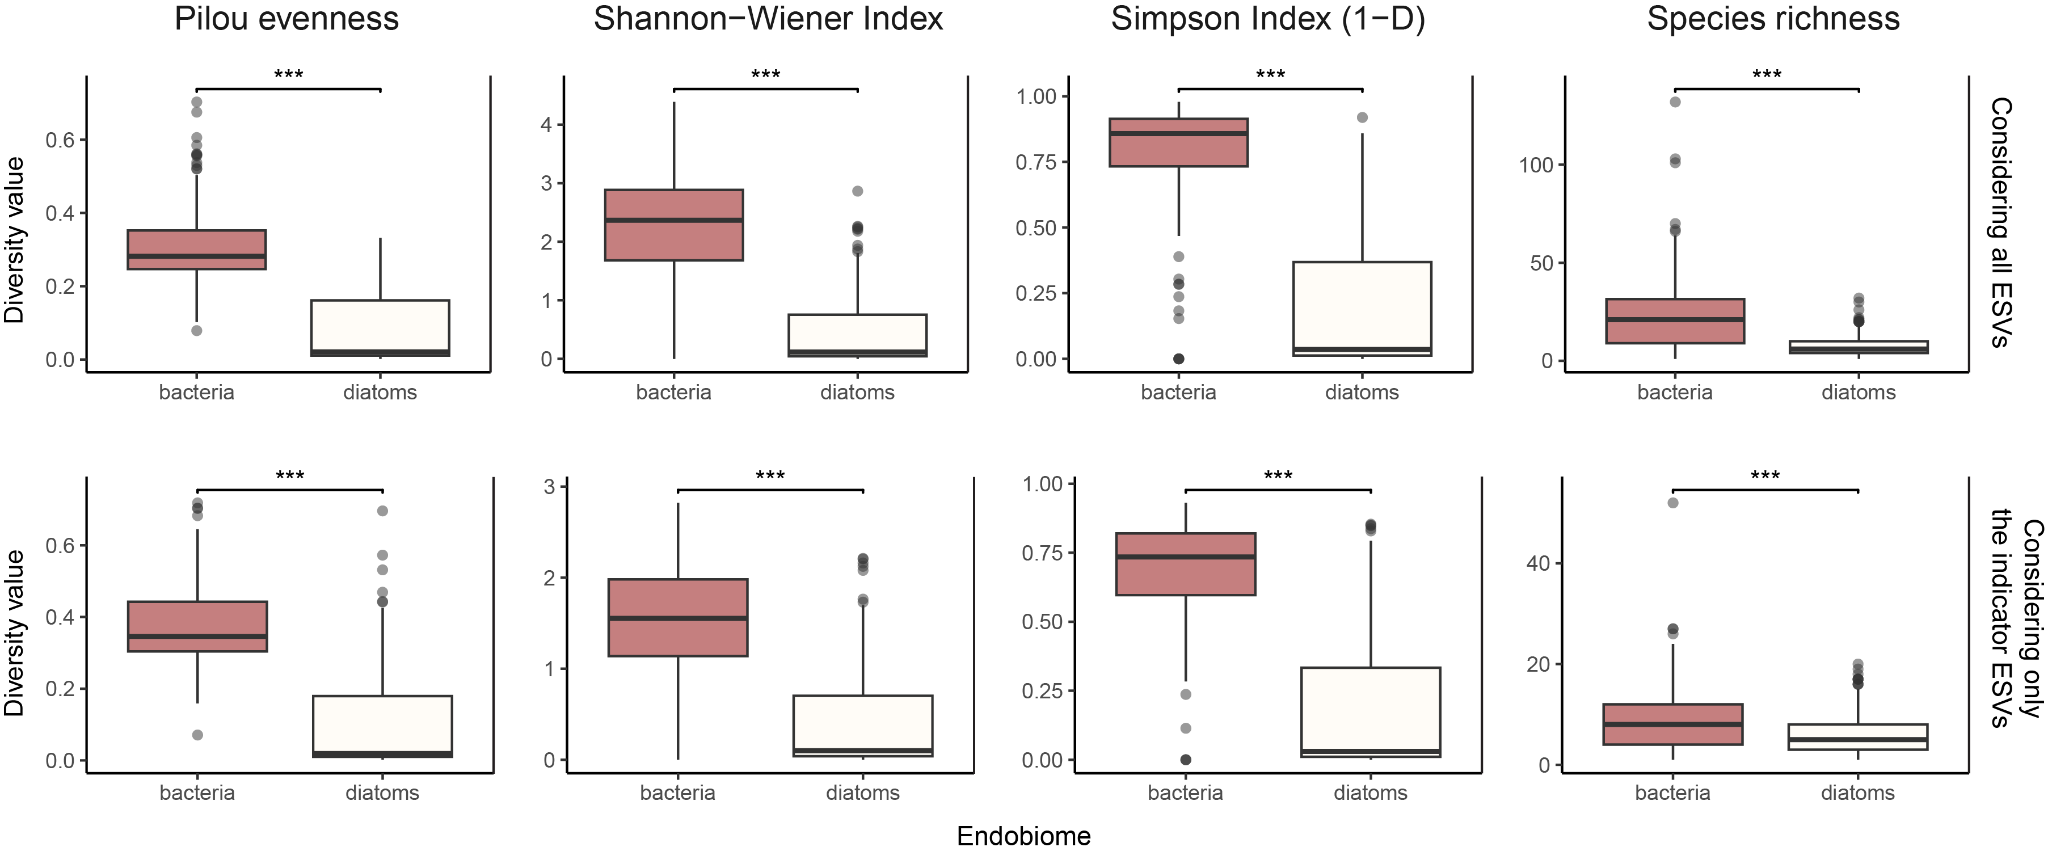 Pilou evenness
Shannon−Wiener Index
Simpson Index (1−D)
Species richness
Diversity value
0.6
0.4
0.2
0.0
***
bacteria
diatoms
4
3
2
1
0
***
bacteria
diatoms
1.00
0.75
0.50
0.25
0.00
***
bacteria
diatoms
100
50
0
***
bacteria
diatoms
Considering all ESVs
Diversity value
0.6
0.4
0.2
0.0
***
bacteria
diatoms
3
2
1
0
***
bacteria
diatoms
1.00
0.75
0.50
0.25
0.00
***
bacteria
diatoms
40
20
0
***
bacteria
diatoms
Considering only
the indicator ESVs
Endobiome